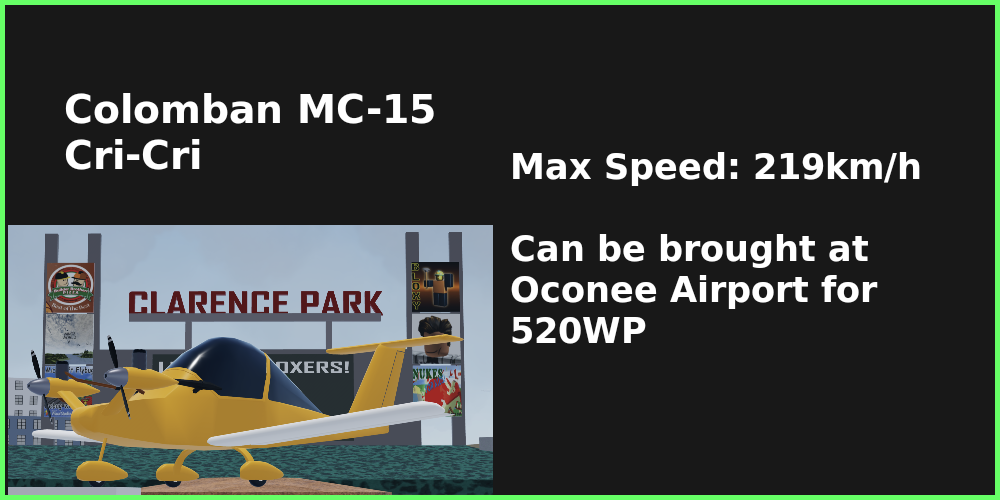 Colomban MC-15
Cri-Cri
Max Speed: 219km/h
Can be brought at
Oconee Airport for
520WP
CLARENCE PARK
OXERS!
BLOXY
NUKES